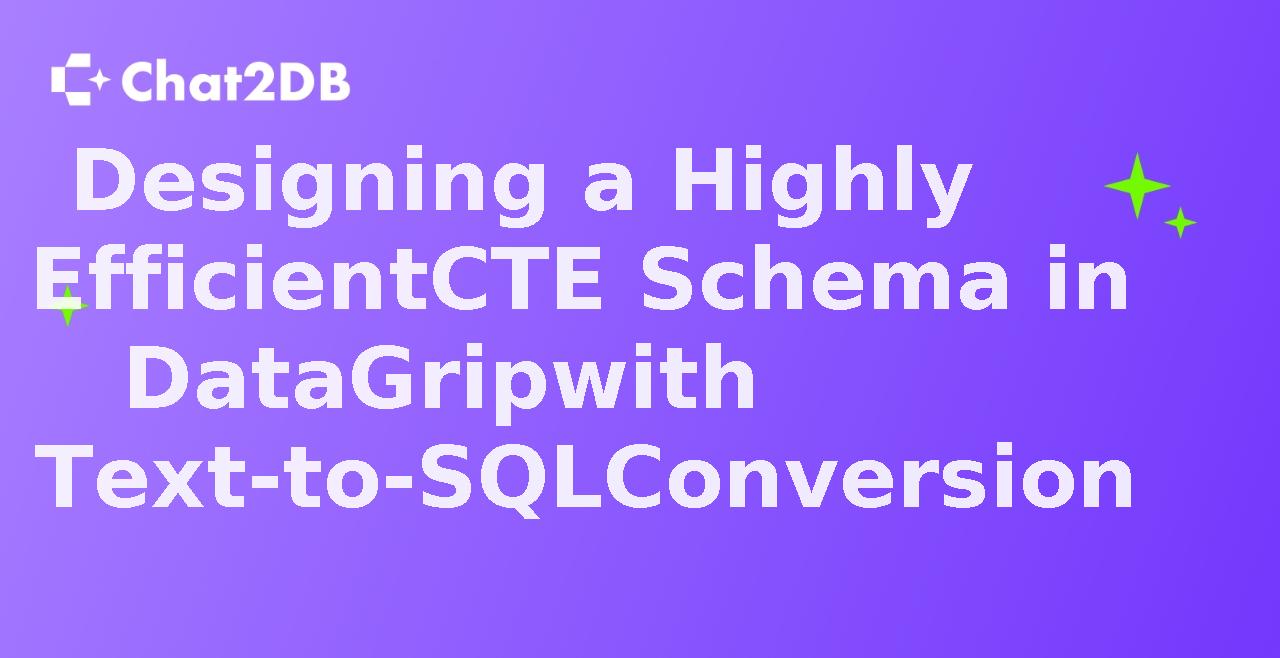 Chat2DB
Designing a Highly
EfficientCTE Schema in
DataGripwith
Text-to-SQLConversion